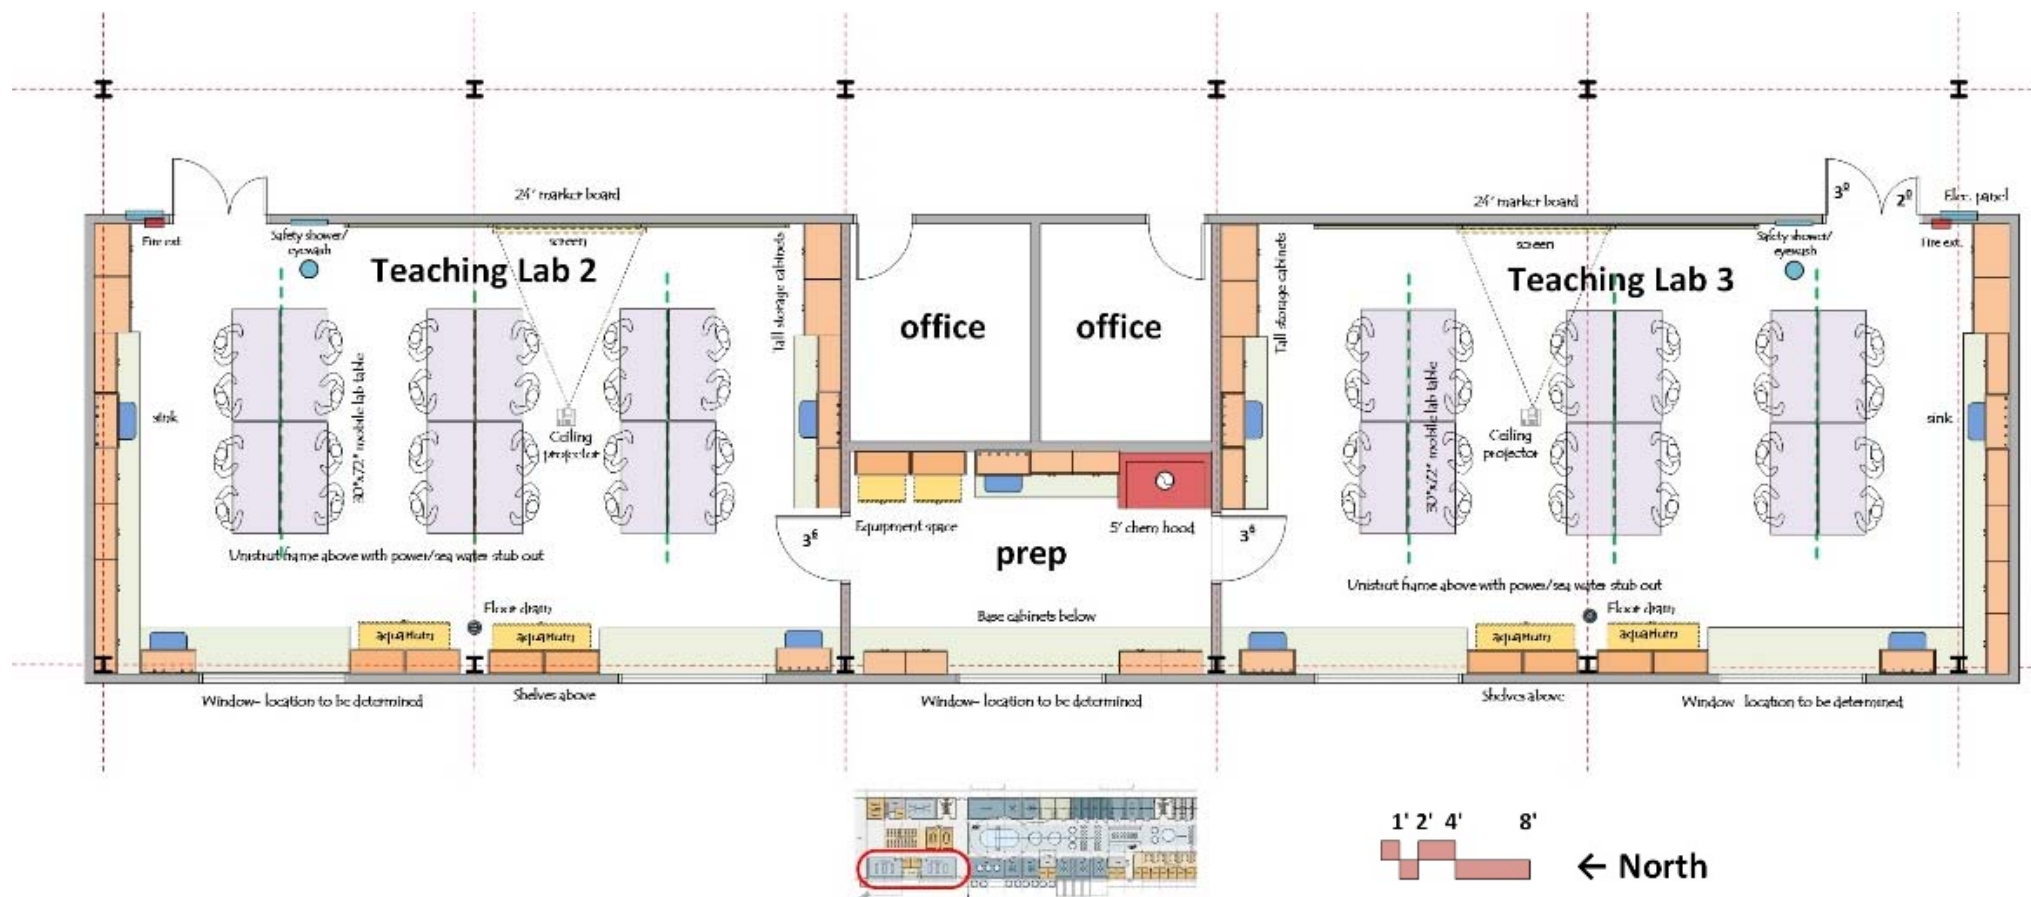 24' market board
24' market board
3⁰
2⁰
Elec. panel
Fire ext.
Safety shower/
eyewash
screen
Tall storage cabinets
Tall storage cabinets
screen
Safety shower/
eyewash
Fire ext.
Teaching Lab 2
Teaching Lab 3
office
office
30"x72" mobile lab table
30"x72" mobile lab table
sink
sink
Ceiling
projector
Ceiling
projector
Equipment space
5' chem hood
3⁶
3⁶
prep
Unistrut frame above with power/sea water stub out
Unistrut frame above with power/sea water stub out
Floor drain
Base cabinets below
Floor drain
aquarium
aquarium
aquarium
aquarium
Window- location to be determined
Shelves above
Window- location to be determined
Shelves above
Window location to be determined
1' 2' 4' 8'
← North